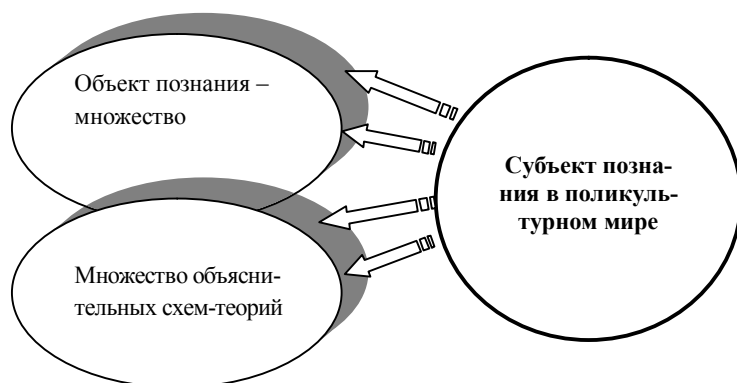 Объект познания –
множество
Субъект позна-
ния в поликуль-
турном мире
Множество объясни-
тельных схем-теорий